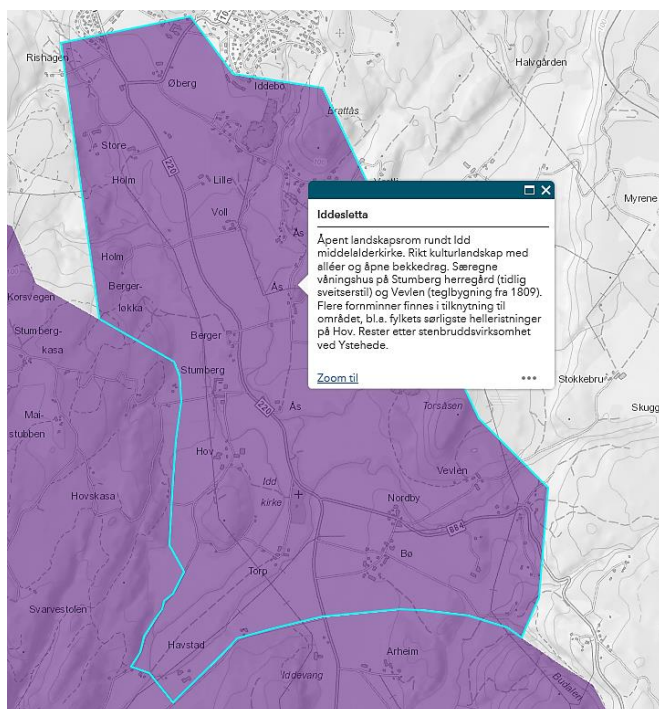 Rishagen
Øberg
Iddebø
Halvgården
Brattås
Store
Holm
220
Lille
Voll
Myrene
Iddesletta
Åpent landskapsrom rundt Idd
middelalderkirke. Rikt kulturlandskap med
alléer og åpne bekkedrag. Særegne
våningshus på Stumberg herregård (tidlig
sveitserstil) og Vevlen (teglbygning fra 1809).
Flere fornminner finnes i tilknytning til
området, bl.a. fylkets sørligste helleristninger
på Hov. Rester etter stenbruddsvirksomhet
ved Ystehede.
Zoom til
Ås
Holm
Ås
Berger-
løkka
Korsvegen
Stumberg-
kasa
Berger
Stumberg
Stokkebru
220
Ås
Torsåsen
Skugg
Mai-
stubben
Hov
Idd
kirke
Vevlen
Hovskasa
Nordby
884
Bø
Torp
Svarvestolen
Havstad
Iddevang
Arheim
Budalen